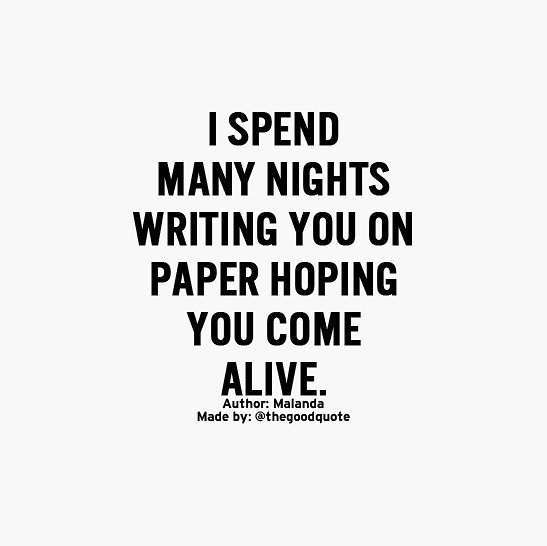 I SPEND
MANY NIGHTS
WRITING YOU ON
PAPER HOPING
YOU COME
ALIVE.
Author: Malanda
Made by: @thegoodquote